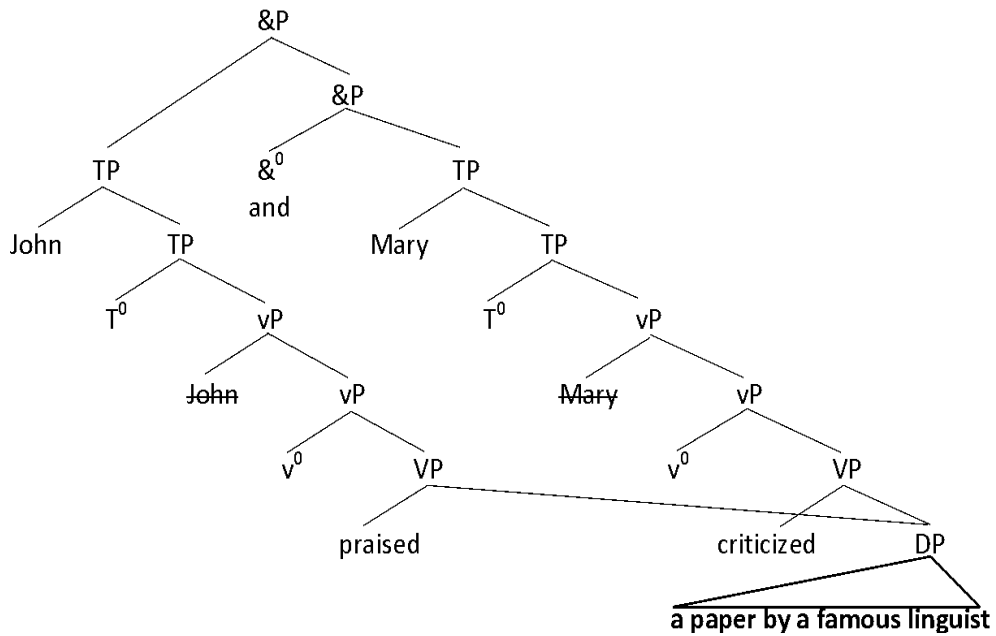 &P
&P
TP &⁰ TP
and
John TP Mary TP
T⁰ vP T⁰ vP
John vP Mary vP
v⁰ VP v⁰ VP
praised criticized DP
a paper by a famous linguist